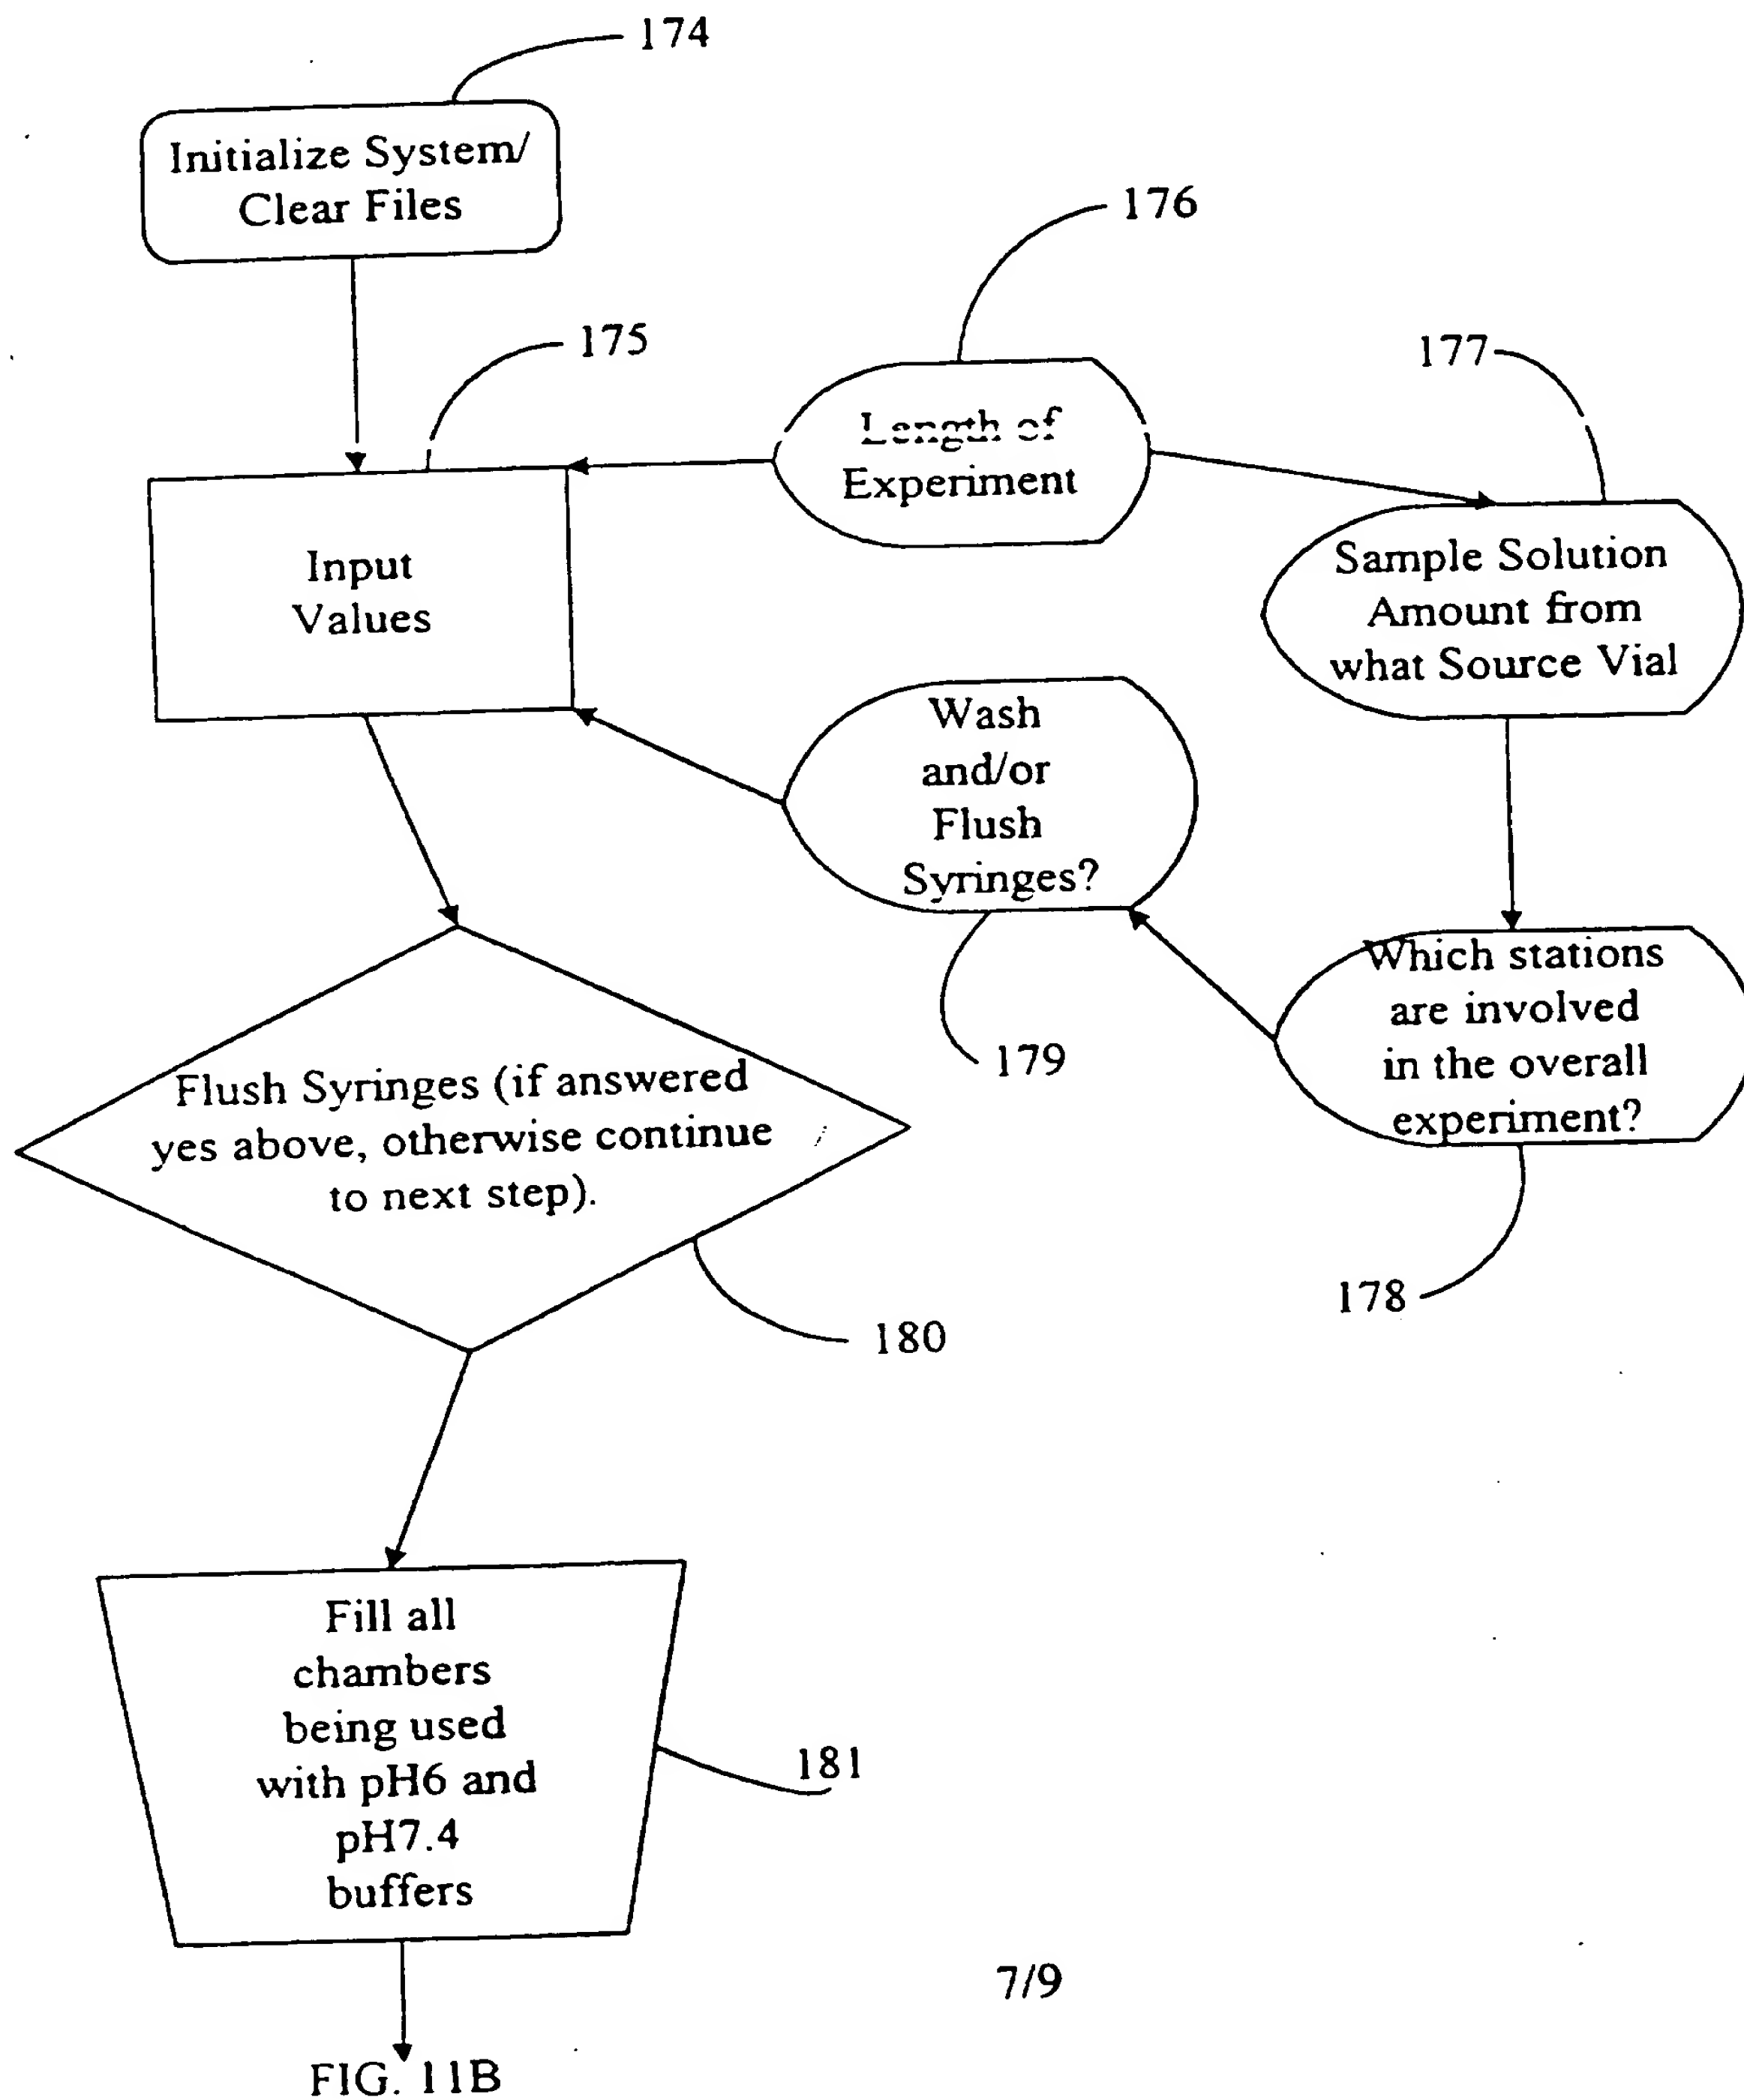 174
Initialize System/
Clear Files
176
175
177
Length of
Experiment
Input
Values
Sample Solution
Amount from
what Source Vial
Wash
and/or
Flush
Syringes?
Which stations
are involved
in the overall
experiment?
179
Flush Syringes (if answered
yes above, otherwise continue
to next step).
178
180
Fill all
chambers
being used
with pH6 and
pH7.4
buffers
181
7/9
FIG. 11B